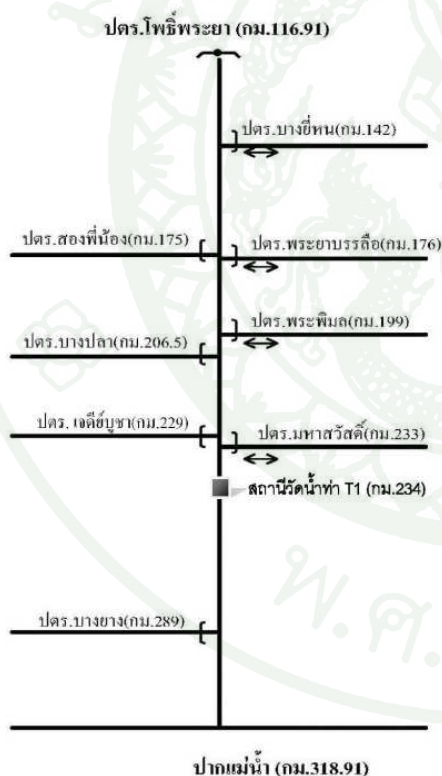 ปตร.โพธิ์พระยา (กม.116.91)
ปตร.บางยี่หน(กม.142)
ปตร.สองพี่น้อง(กม.175)
ปตร.พระยาบรรลือ(กม.176)
ปตร.พระพิมล(กม.199)
ปตร.บางปลา(กม.206.5)
ปตร. เจดีย์บูชา(กม.229)
ปตร.มหาสวัสดิ์(กม.233)
สถานีวัดน้ำท่า T1 (กม.234)
ปตร.บางยาง(กม.289)
พ.ศ.
ปากแม่น้ำ (กม.318.91)